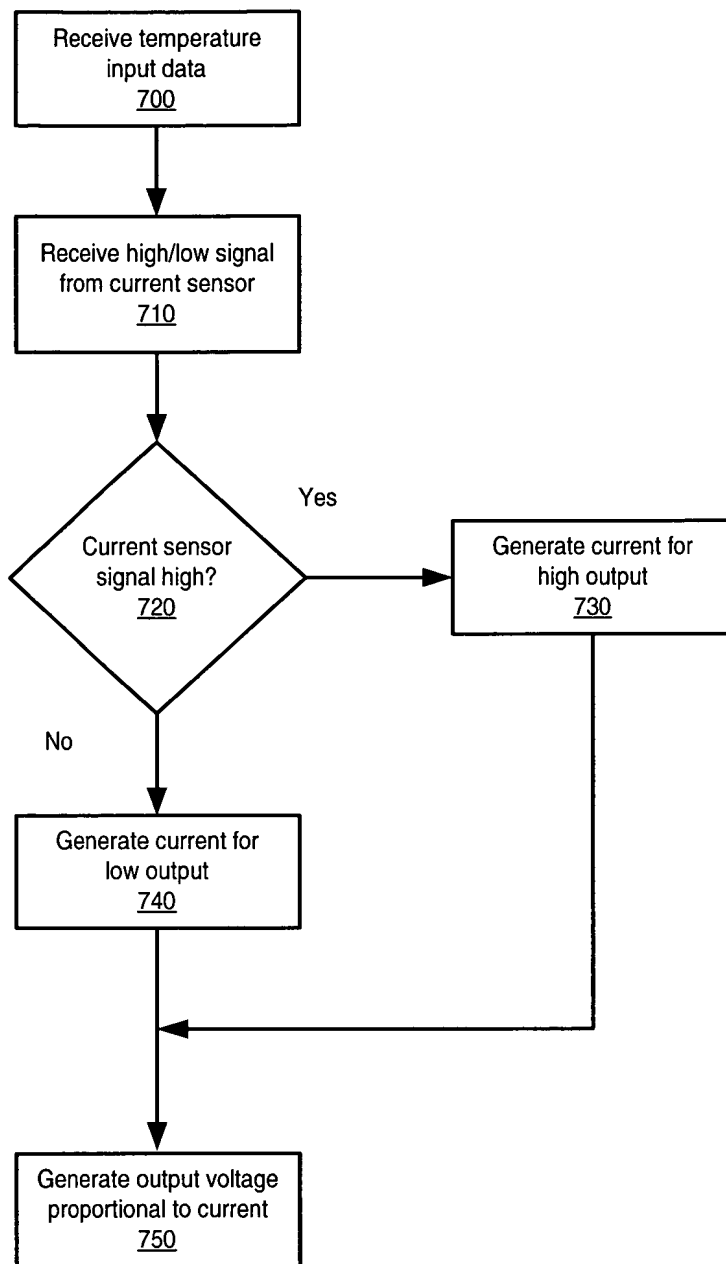 Receive temperature
input data
700
Receive high/low signal
from current sensor
710
Current sensor
signal high?
720
Yes
Generate current for
high output
730
No
Generate current for
low output
740
Generate output voltage
proportional to current
750